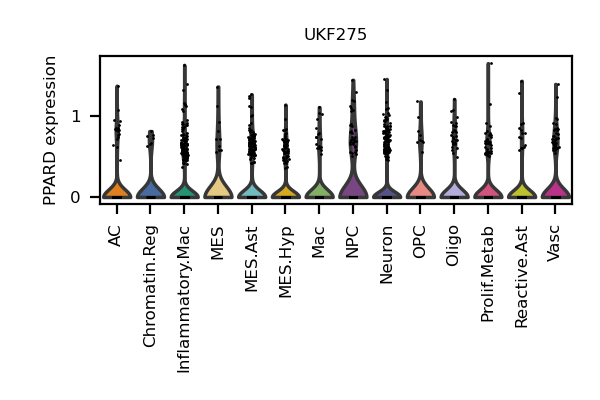 UKF275
PPARD expression
1
0
AC
Chromatin.Reg
Inflammatory.Mac
MES
MES.Ast
MES.Hyp
Mac
NPC
Neuron
OPC
Oligo
Prolif.Metab
Reactive.Ast
Vasc